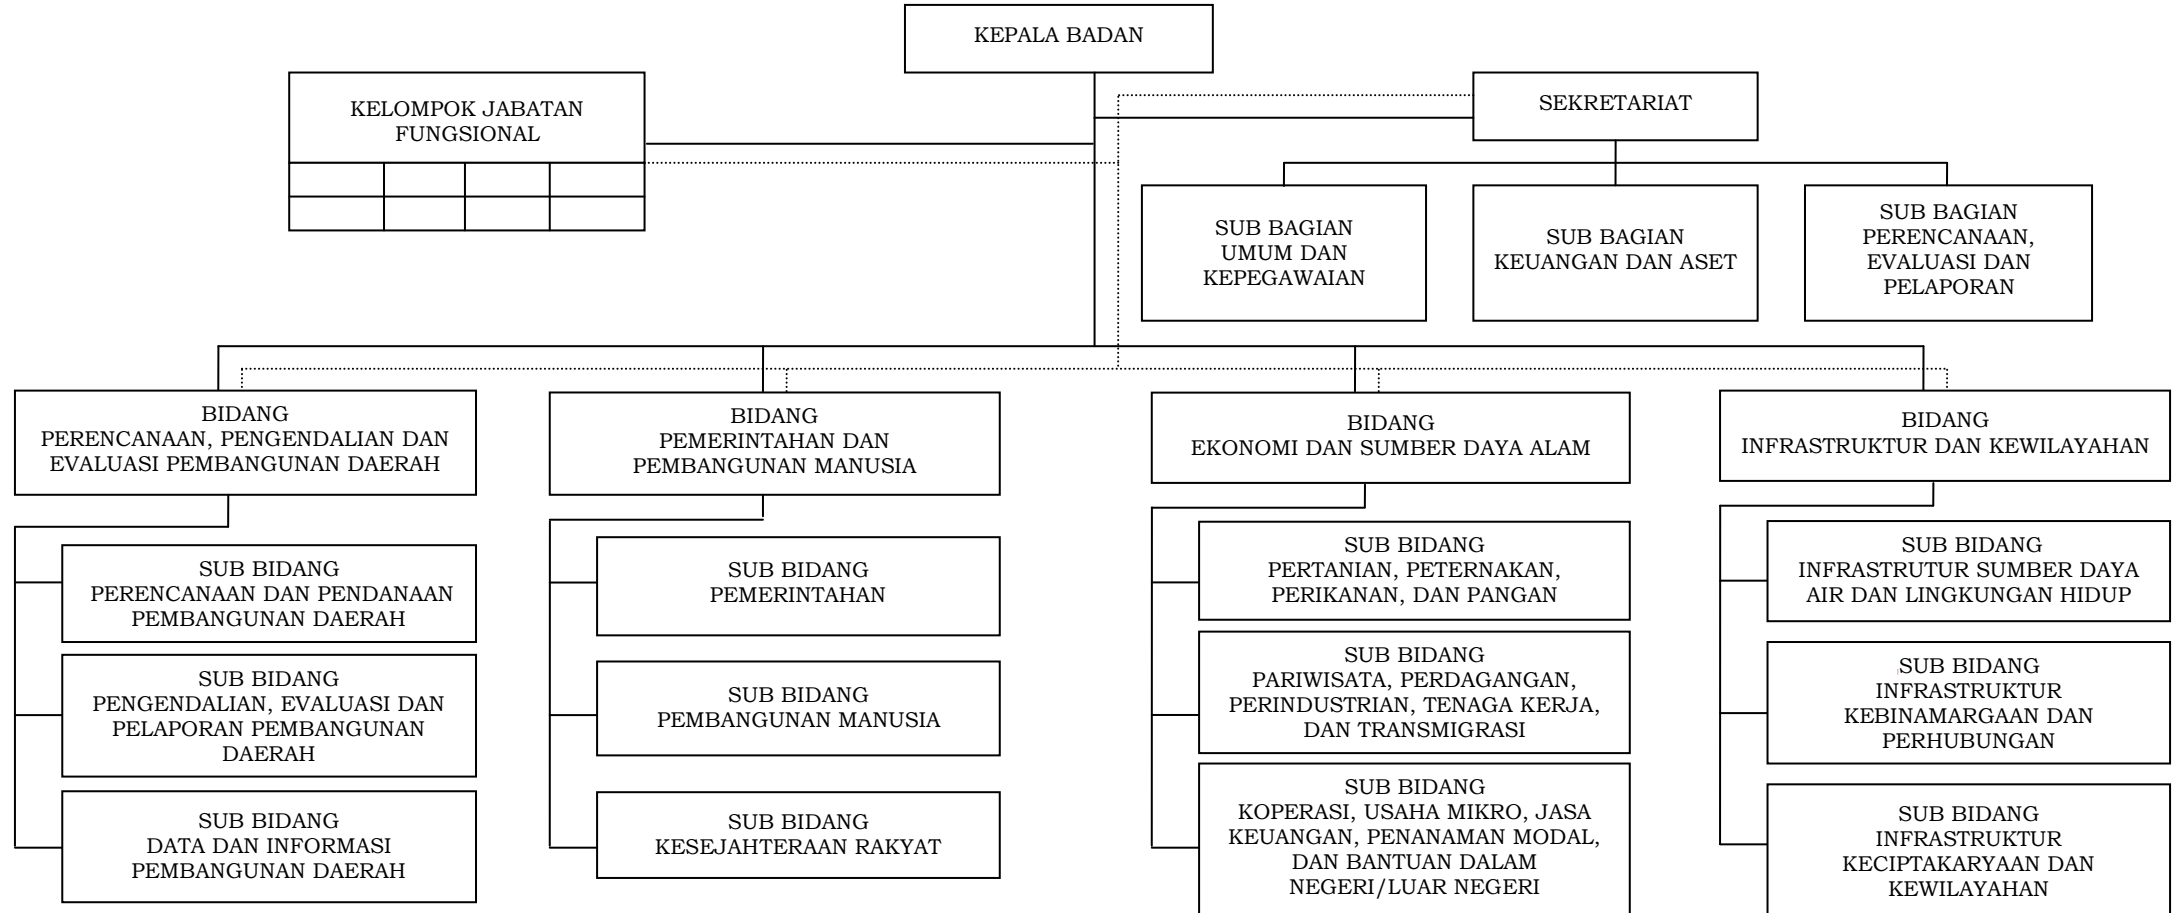 KEPALA BADAN
KELOMPOK JABATAN
FUNGSIONAL
SEKRETARIAT
SUB BAGIAN
UMUM DAN
KEPEGAWAIAN
SUB BAGIAN
KEUANGAN DAN ASET
SUB BAGIAN
PERENCANAAN,
EVALUASI DAN
PELAPORAN
BIDANG
PERENCANAAN, PENGENDALIAN DAN
EVALUASI PEMBANGUNAN DAERAH
SUB BIDANG
PERENCANAAN DAN PENDANAAN
PEMBANGUNAN DAERAH
SUB BIDANG
PENGENDALIAN, EVALUASI DAN
PELAPORAN PEMBANGUNAN
DAERAH
SUB BIDANG
DATA DAN INFORMASI
PEMBANGUNAN DAERAH
BIDANG
PEMERINTAHAN DAN
PEMBANGUNAN MANUSIA
SUB BIDANG
PEMERINTAHAN
SUB BIDANG
PEMBANGUNAN MANUSIA
SUB BIDANG
KESEJAHTERAAN RAKYAT
BIDANG
EKONOMI DAN SUMBER DAYA ALAM
SUB BIDANG
PERTANIAN, PETERNAKAN,
PERIKANAN, DAN PANGAN
SUB BIDANG
PARIWISATA, PERDAGANGAN,
PERINDUSTRIAN, TENAGA KERJA,
DAN TRANSMIGRASI
SUB BIDANG
KOPERASI, USAHA MIKRO, JASA
KEUANGAN, PENANAMAN MODAL,
DAN BANTUAN DALAM
NEGERI/LUAR NEGERI
BIDANG
INFRASTRUKTUR DAN KEWILAYAHAN
SUB BIDANG
INFRASTRUTUR SUMBER DAYA
AIR DAN LINGKUNGAN HIDUP
SUB BIDANG
INFRASTRUKTUR
KEBINAMARGAAN DAN
PERHUBUNGAN
SUB BIDANG
INFRASTRUKTUR
KECIPTAKARYAAN DAN
KEWILAYAHAN